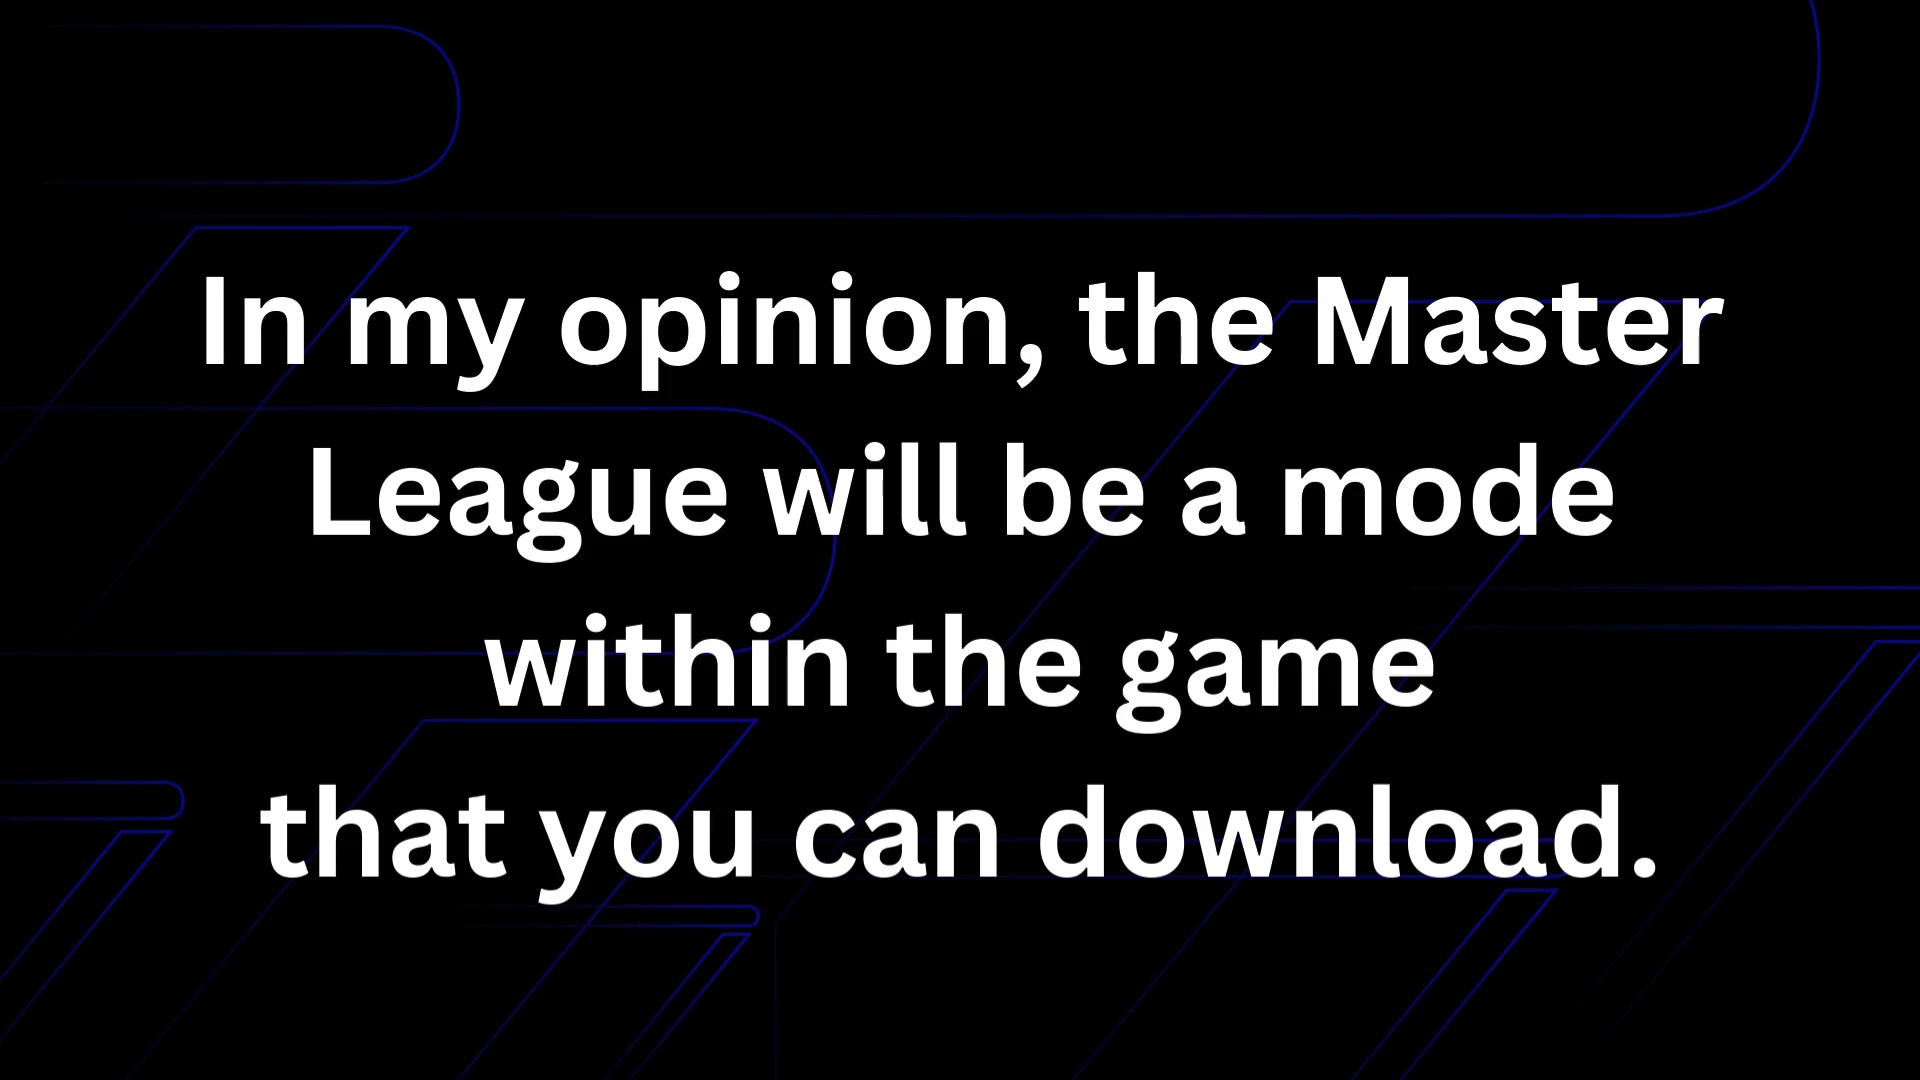 In my opinion, the Master
League will be a mode
within the game
that you can download.